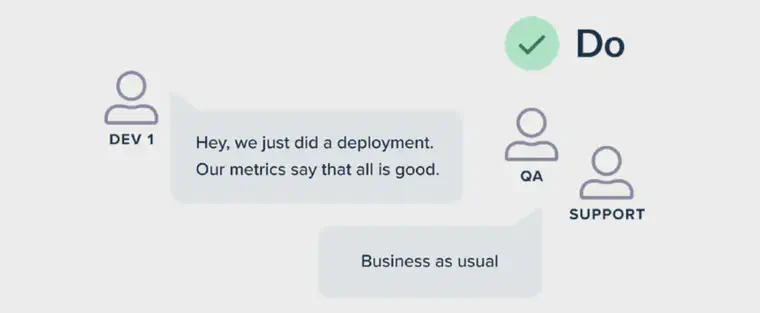 Do
DEV 1
Hey, we just did a deployment.
Our metrics say that all is good.
QA
SUPPORT
Business as usual